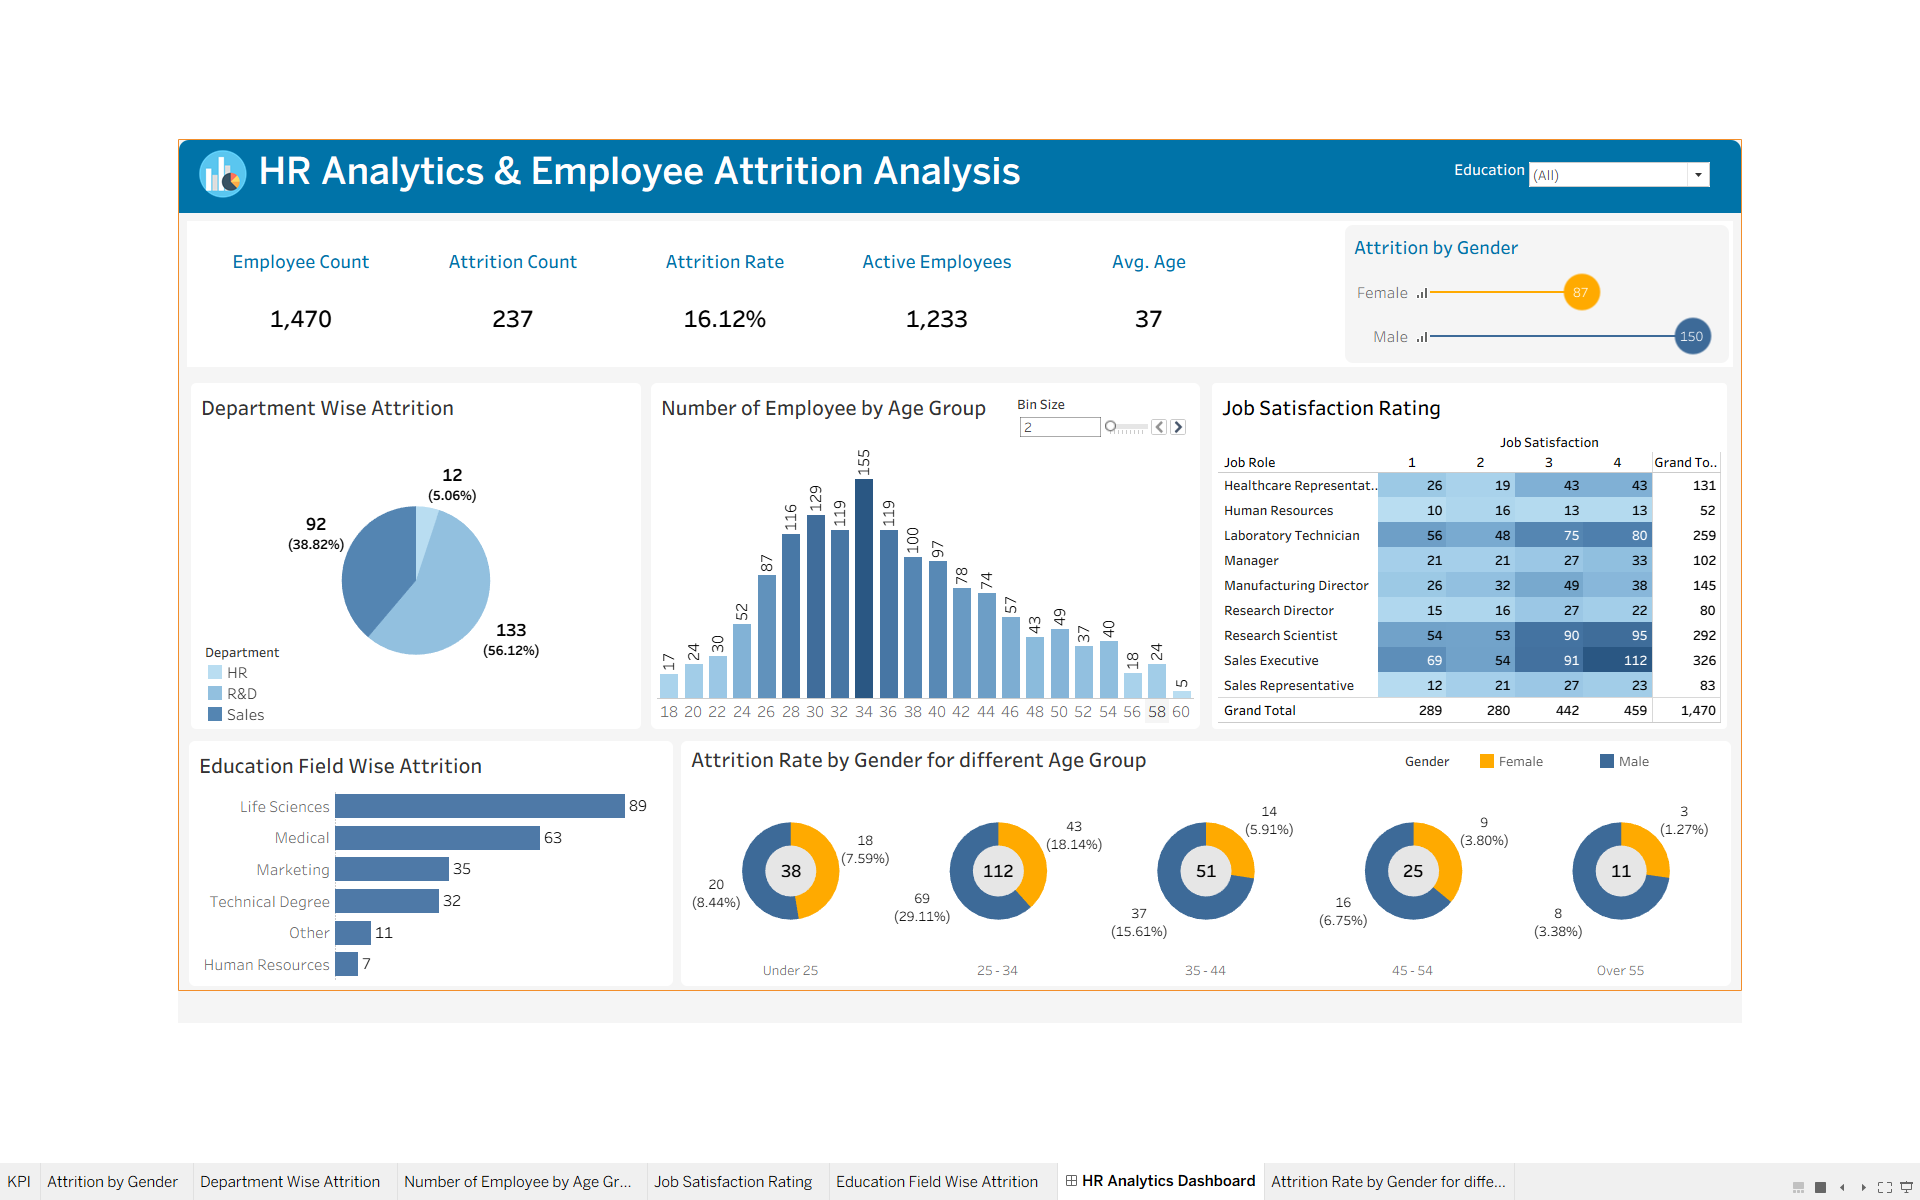 HR Analytics & Employee Attrition Analysis
Education (All)
Employee Count Attrition Count Attrition Rate Active Employees Avg. Age
1,470 237 16.12% 1,233 37
Attrition by Gender
Female 87
Male 150
Department Wise Attrition
12
(5.06%)
92
(38.82%)
133
(56.12%)
Department
HR
R&D
Sales
Number of Employee by Age Group
Bin Size
2
17 24 30 52 87 116 129 119 155 119 100 97 78 74 57 43 49 37 40 18 24 5
18 20 22 24 26 28 30 32 34 36 38 40 42 44 46 48 50 52 54 56 58 60
Job Satisfaction Rating
Job Satisfaction
Job Role 1 2 3 4 Grand To..
Healthcare Representat.. 26 19 43 43 131
Human Resources 10 16 13 13 52
Laboratory Technician 56 48 75 80 259
Manager 21 21 27 33 102
Manufacturing Director 26 32 49 38 145
Research Director 15 16 27 22 80
Research Scientist 54 53 90 95 292
Sales Executive 69 54 91 112 326
Sales Representative 12 21 27 23 83
Grand Total 289 280 442 459 1,470
Education Field Wise Attrition
Life Sciences 89
Medical 63
Marketing 35
Technical Degree 32
Other 11
Human Resources 7
Attrition Rate by Gender for different Age Group
Gender Female Male
18
(7.59%)
38
20
(8.44%)
Under 25
43
(18.14%)
112
69
(29.11%)
25 - 34
14
(5.91%)
51
37
(15.61%)
35 - 44
9
(3.80%)
25
16
(6.75%)
45 - 54
3
(1.27%)
11
8
(3.38%)
Over 55
KPI Attrition by Gender Department Wise Attrition Number of Employee by Age Gr... Job Satisfaction Rating Education Field Wise Attrition HR Analytics Dashboard Attrition Rate by Gender for diffe...